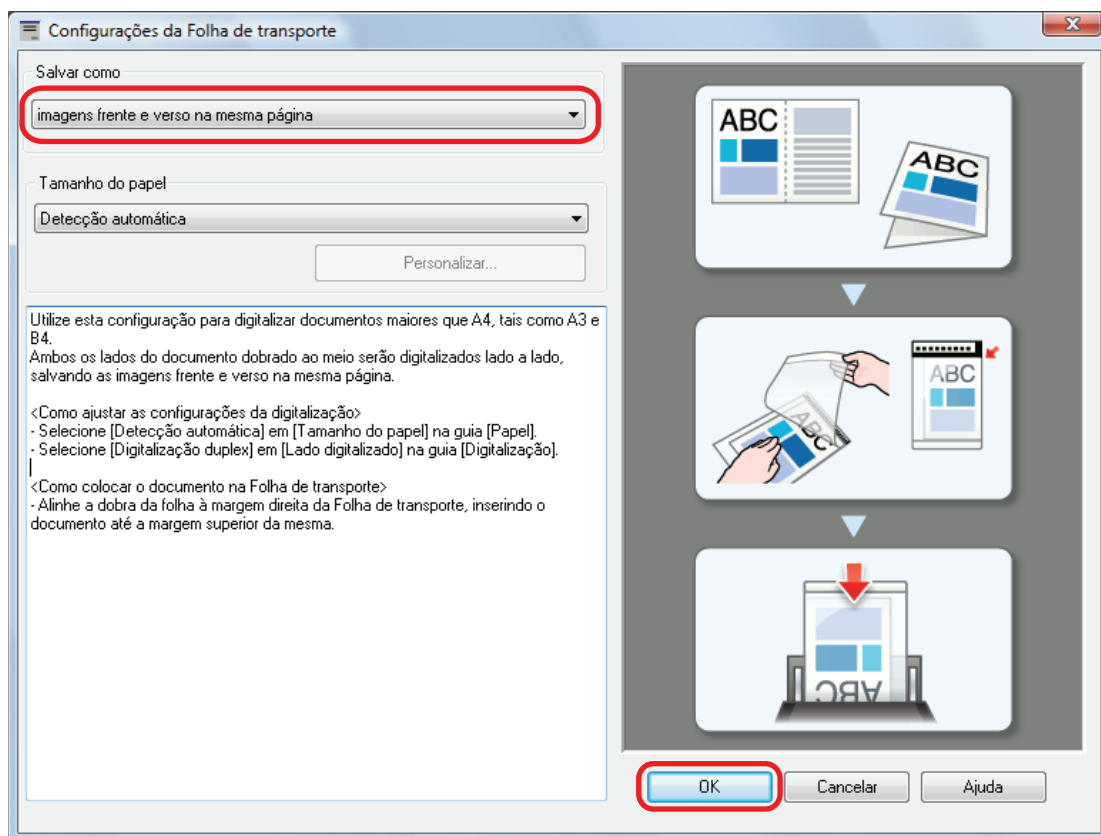 Configurações da Folha de transporte
Salvar como
imagens frente e verso na mesma página
Tamanho do papel
Detecção automática
Personalizar...
Utilize esta configuração para digitalizar documentos maiores que A4, tais como A3 e
B4.
Ambos os lados do documento dobrado ao meio serão digitalizados lado a lado,
salvando as imagens frente e verso na mesma página.
<Como ajustar as configurações da digitalização>
- Selecione [Detecção automática] em [Tamanho do papel] na guia [Papel].
- Selecione [Digitalização duplex] em [Lado digitalizado] na guia [Digitalização].
<Como colocar o documento na Folha de transporte>
- Alinhe a dobra da folha à margem direita da Folha de transporte, inserindo o
documento até a margem superior da mesma.
ABC
ABC
ABC
ABC
ABC
OK
Cancelar
Ajuda